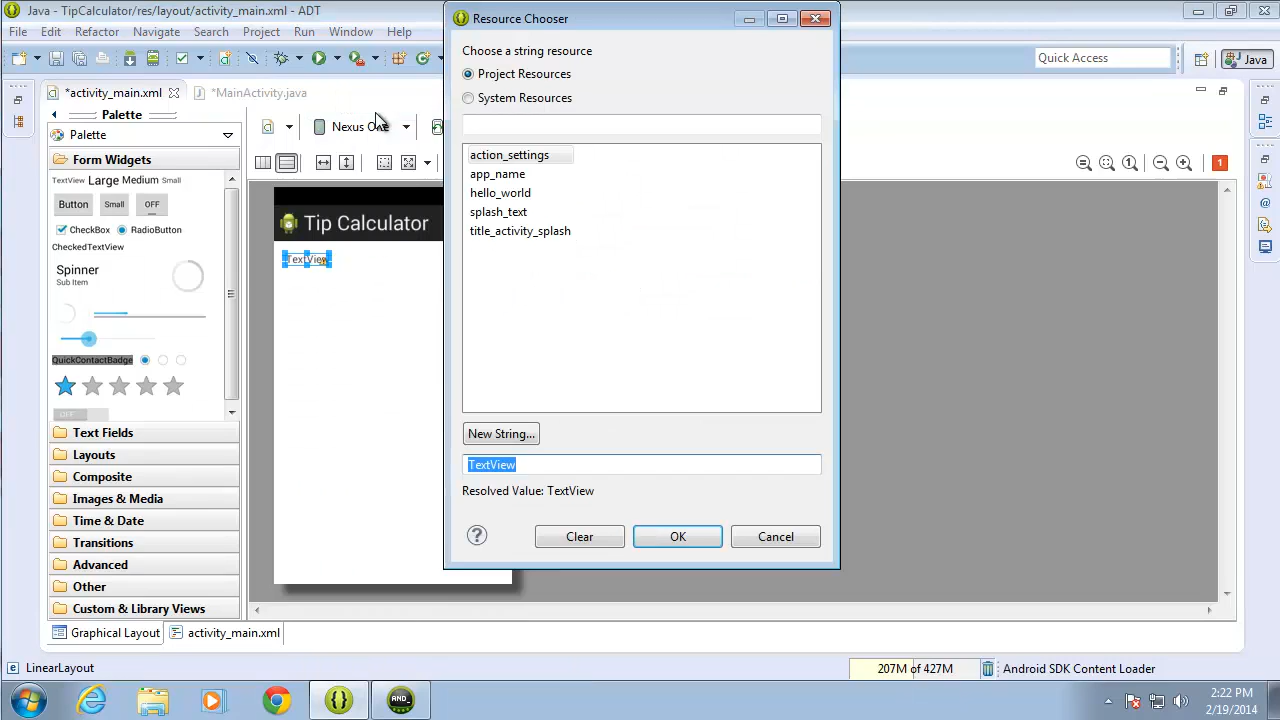 Java - TipCalculator/res/layout/activity_main.xml - ADT
File Edit Refactor Navigate Search Project Run Window Help
Quick Access
Java
*activity_main.xml
*MainActivity.java
Palette
Palette
Form Widgets
TextView Large Medium Small
Button Small OFF
CheckBox RadioButton
CheckedTextView
Spinner
Sub Item
QuickContactBadge
OFF
Text Fields
Layouts
Composite
Images & Media
Time & Date
Transitions
Advanced
Other
Custom & Library Views
Nexus One
1
Tip Calculator
TextView
Graphical Layout
activity_main.xml
Resource Chooser
Choose a string resource
Project Resources
System Resources
action_settings
app_name
hello_world
splash_text
title_activity_splash
New String...
TextView
Resolved Value: TextView
Clear OK Cancel
LinearLayout
207M of 427M
Android SDK Content Loader
2:22 PM
2/19/2014